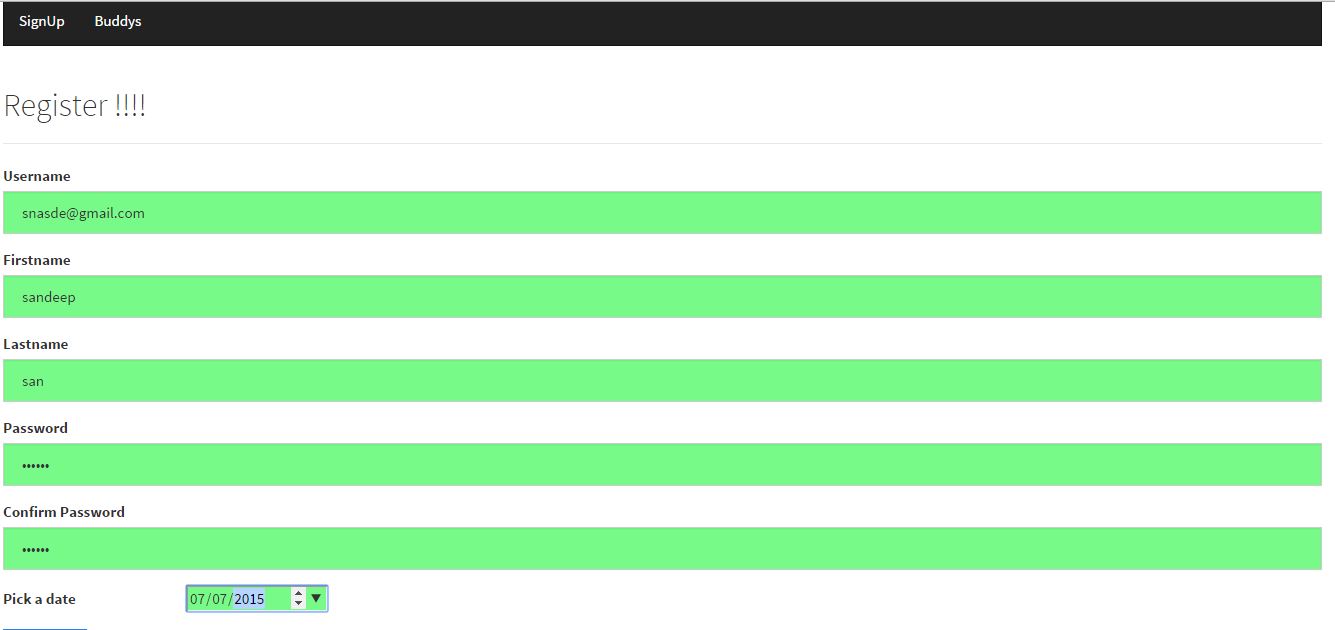 SignUp Buddys
Register !!!!
Username
snasde@gmail.com
Firstname
sandeep
Lastname
san
Password
••••••
Confirm Password
••••••
Pick a date 07/07/2015